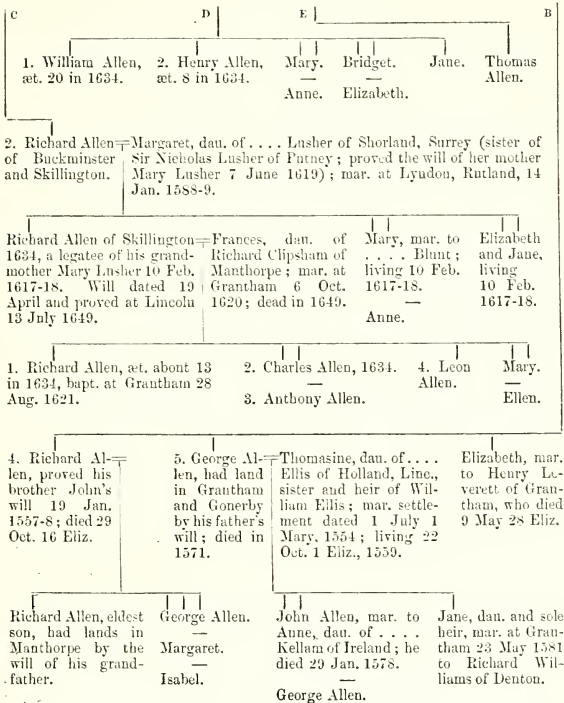 C D E B
1. William Allen, 2. Henry Allen, Mary. Bridget. Jane. Thomas
æt. 20 in 1634. æt. 8 in 1634. — — Allen.
Anne. Elizabeth.
2. Richard Allen=Margaret, dau. of .... Lusher of Shorland, Surrey (sister of
of Buckminster Sir Nicholas Lusher of Putney; proved the will of her mother
and Skillington. Mary Lusher 7 June 1619); mar. at Lyndon, Rutland, 14
Jan. 1588-9.
Richard Allen of Skillington=Frances, dau. of
1634, a legatee of his grand- Richard Clipsham of
mother Mary Lusher 10 Feb. Manthorpe; mar. at
1617-18. Will dated 19 Grantham 6 Oct.
April and proved at Lincoln 1620; dead in 1649.
13 July 1649.
Mary, mar. to
.... Blunt;
living 10 Feb.
1617-18.
—
Anne.
Elizabeth
and Jane,
living
10 Feb.
1617-18.
1. Richard Allen, æt. about 13
in 1634, bapt. at Grantham 28
Aug. 1621.
2. Charles Allen, 1634.
—
3. Anthony Allen.
4. Leon
Allen.
Mary.
—
Ellen.
4. Richard Al-=
len, proved his
brother John's
will 19 Jan.
1557-8; died 29
Oct. 16 Eliz.
5. George Al-=Thomasine, dau. of....
len, had land Ellis of Holland, Linc.,
in Grantham sister and heir of Wil-
and Gonerby liam Ellis; mar. settle-
by his father's ment dated 1 July 1
will; died in Mary, 1554; living 22
1571. Oct. 1 Eliz., 1559.
Elizabeth, mar.
to Henry Le-
verett of Gran-
tham, who died
9 May 28 Eliz.
Richard Allen, eldest
son, had lands in
Manthorpe by the
will of his grand-
father.
George Allen.
—
Margaret.
—
Isabel.
John Allen, mar. to
Anne, dau. of ....
Kellam of Ireland; he
died 29 Jan. 1578.
—
George Allen.
Jane, dau. and sole
heir, mar. at Gran-
tham 23 May 1581
to Richard Wil-
liams of Denton.